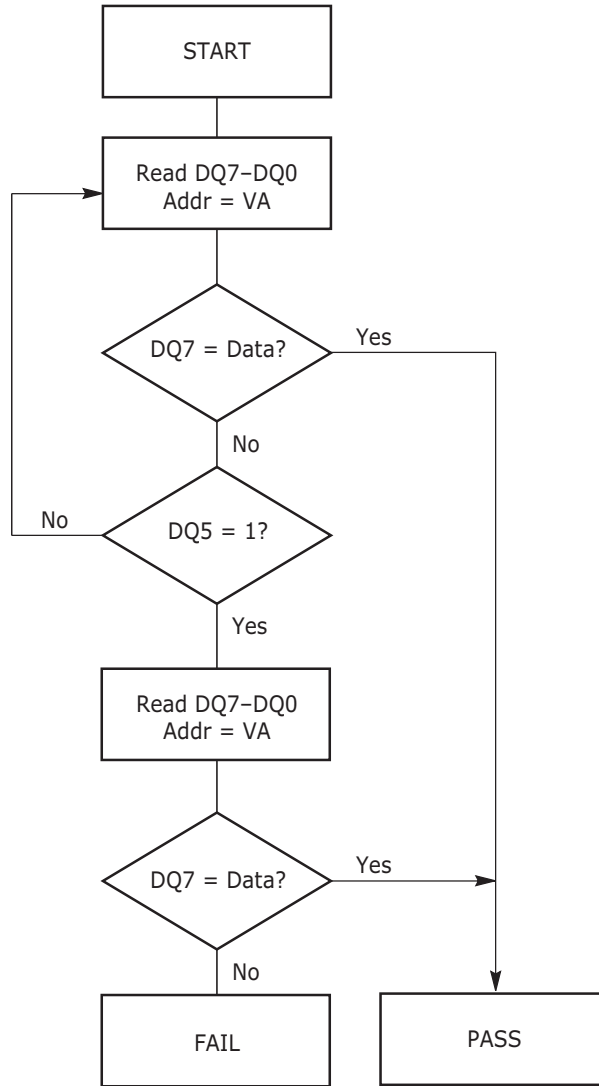 START
Read DQ7–DQ0
Addr = VA
DQ7 = Data?
Yes
No
DQ5 = 1?
No
Yes
Read DQ7–DQ0
Addr = VA
DQ7 = Data?
Yes
No
FAIL
PASS